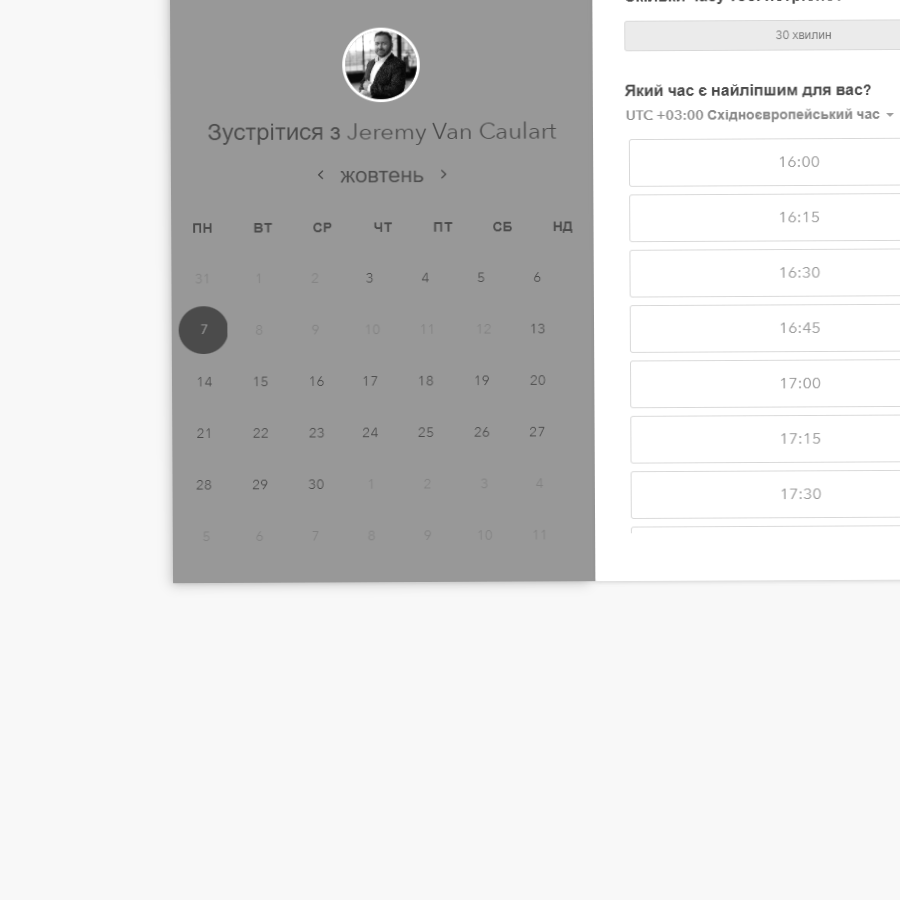 Зустрітися з Jeremy Van Caulart
жовтень
ПН ВТ СР ЧТ ПТ СБ НД
31 1 2 3 4 5 6
7 8 9 10 11 12 13
14 15 16 17 18 19 20
21 22 23 24 25 26 27
28 29 30 1 2 3 4
5 6 7 8 9 10 11
30 хвилин
Який час є найліпшим для вас?
UTC +03:00 Східноєвропейський час
16:00
16:15
16:30
16:45
17:00
17:15
17:30